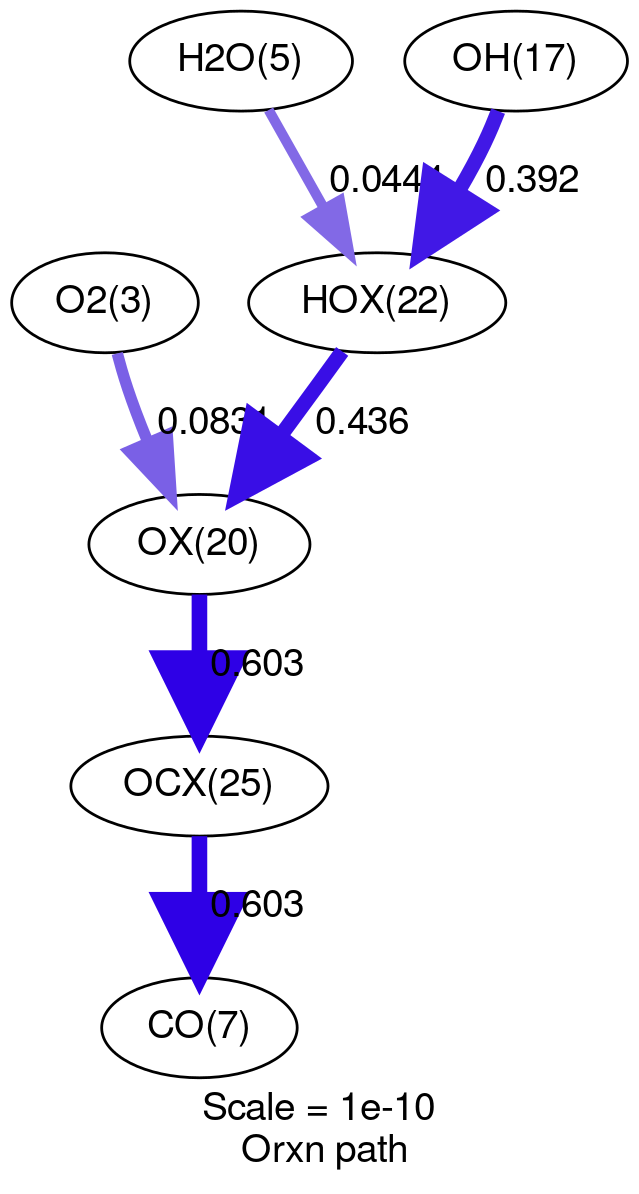 H2O(5)
OH(17)
0.0444
0.392
O2(3)
HOX(22)
0.0831
0.436
OX(20)
0.603
OCX(25)
0.603
CO(7)
Scale = 1e-10
Orxn path